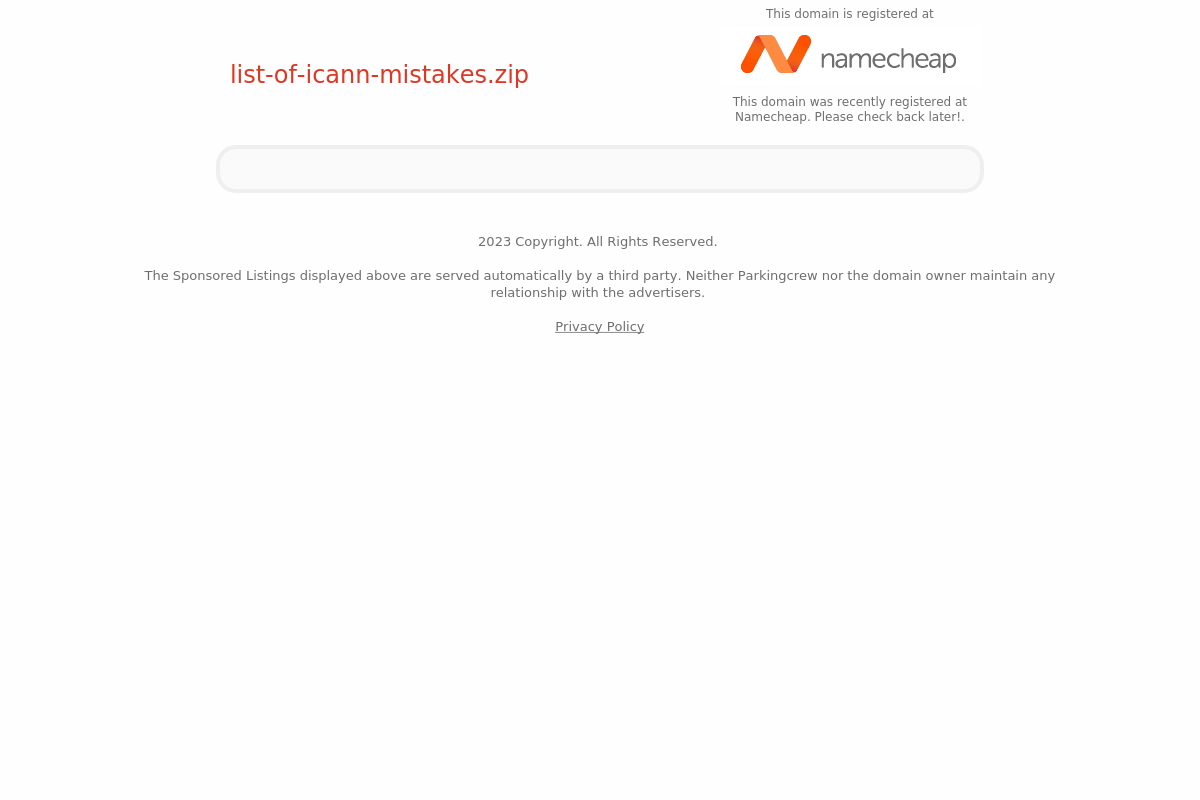 This domain is registered at
namecheap
list-of-icann-mistakes.zip
This domain was recently registered at
Namecheap. Please check back later!.
2023 Copyright. All Rights Reserved.
The Sponsored Listings displayed above are served automatically by a third party. Neither Parkingcrew nor the domain owner maintain any
relationship with the advertisers.
Privacy Policy